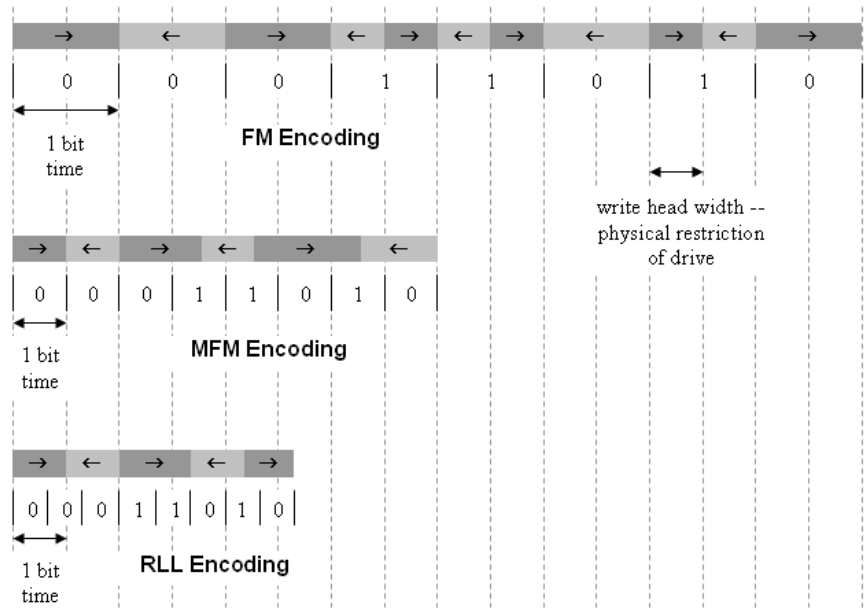 → ← → ← → ← → ← → ← →
0 0 0 1 1 0 1 0
1 bit
time
FM Encoding
write head width --
physical restriction
of drive
→ ← → ← → ←
0 0 0 1 1 0 1 0
1 bit
time
MFM Encoding
→ ← → ← →
0 0 0 1 1 0 1 0
1 bit
time
RLL Encoding